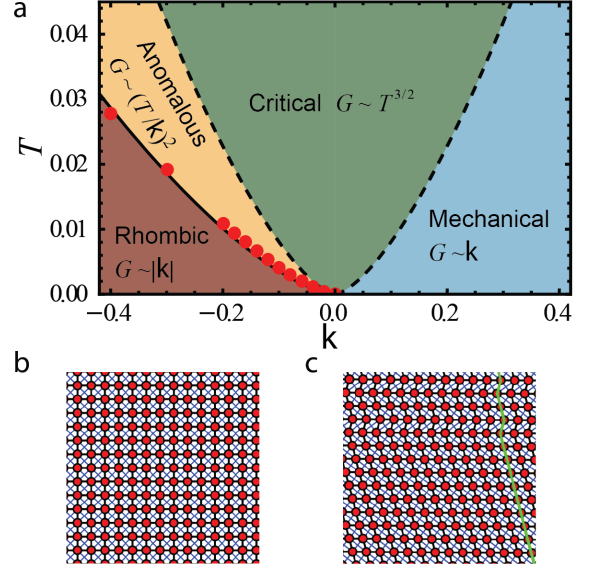 a
0.04
0.03
0.02
0.01
0.00
T
Anomalous
G ~ (T/k)²
Critical G ~ T^{3/2}
Rhombic
G ~|k|
Mechanical
G ~k
−0.4
−0.2
0.0
0.2
0.4
k
b
c